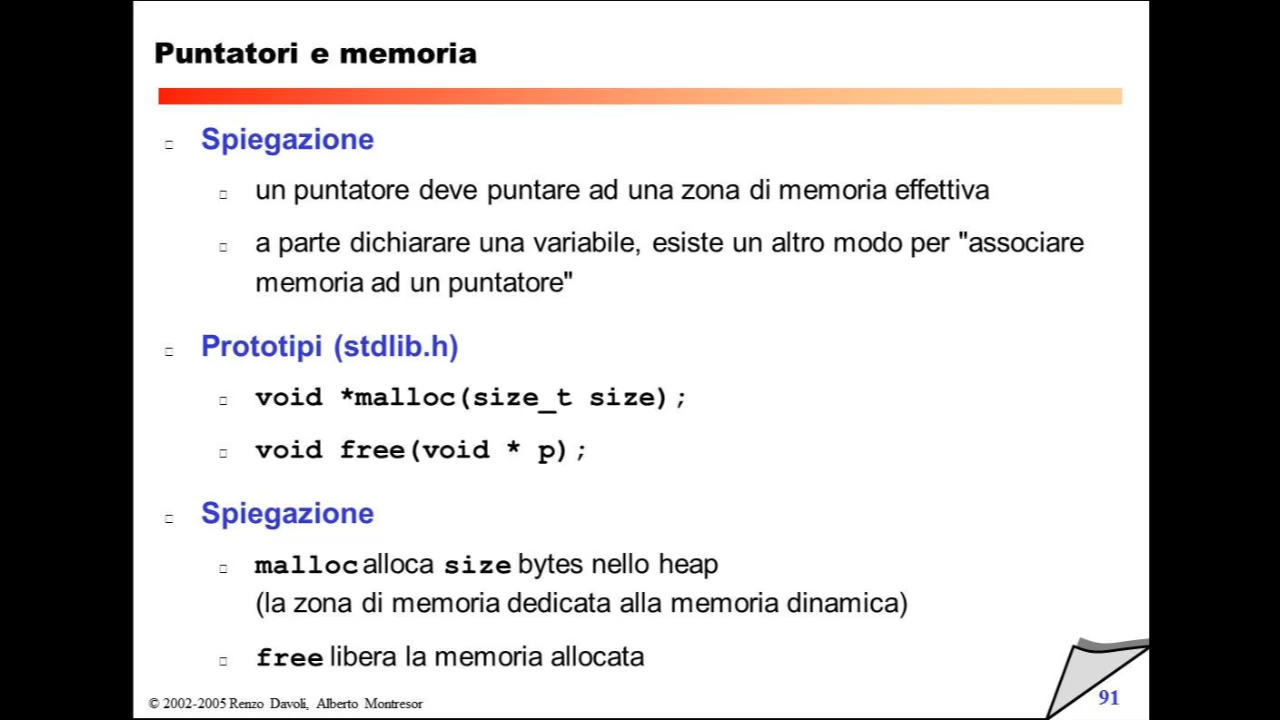 Puntatori e memoria
Spiegazione
un puntatore deve puntare ad una zona di memoria effettiva
a parte dichiarare una variabile, esiste un altro modo per "associare
memoria ad un puntatore"
Prototipi (stdlib.h)
void *malloc(size_t size);
void free(void * p);
Spiegazione
malloc alloca size bytes nello heap
(la zona di memoria dedicata alla memoria dinamica)
free libera la memoria allocata
© 2002-2005 Renzo Davoli, Alberto Montresor
91